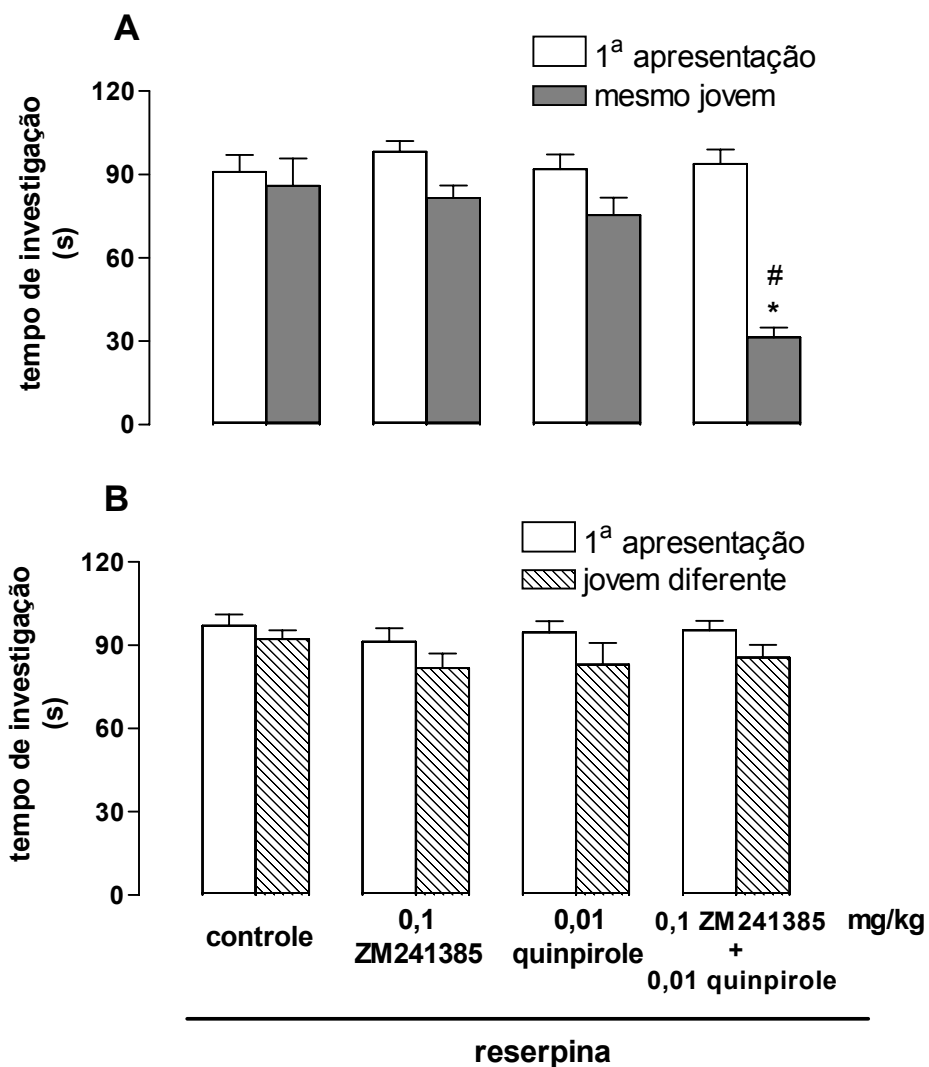 A
1ª apresentação
mesmo jovem
tempo de investigação
(s)
120
90
60
30
0
#
*
B
1ª apresentação
jovem diferente
tempo de investigação
(s)
120
90
60
30
0
controle
0,1
ZM241385
0,01
quinpirole
0,1 ZM241385
+
0,01 quinpirole
mg/kg
reserpina